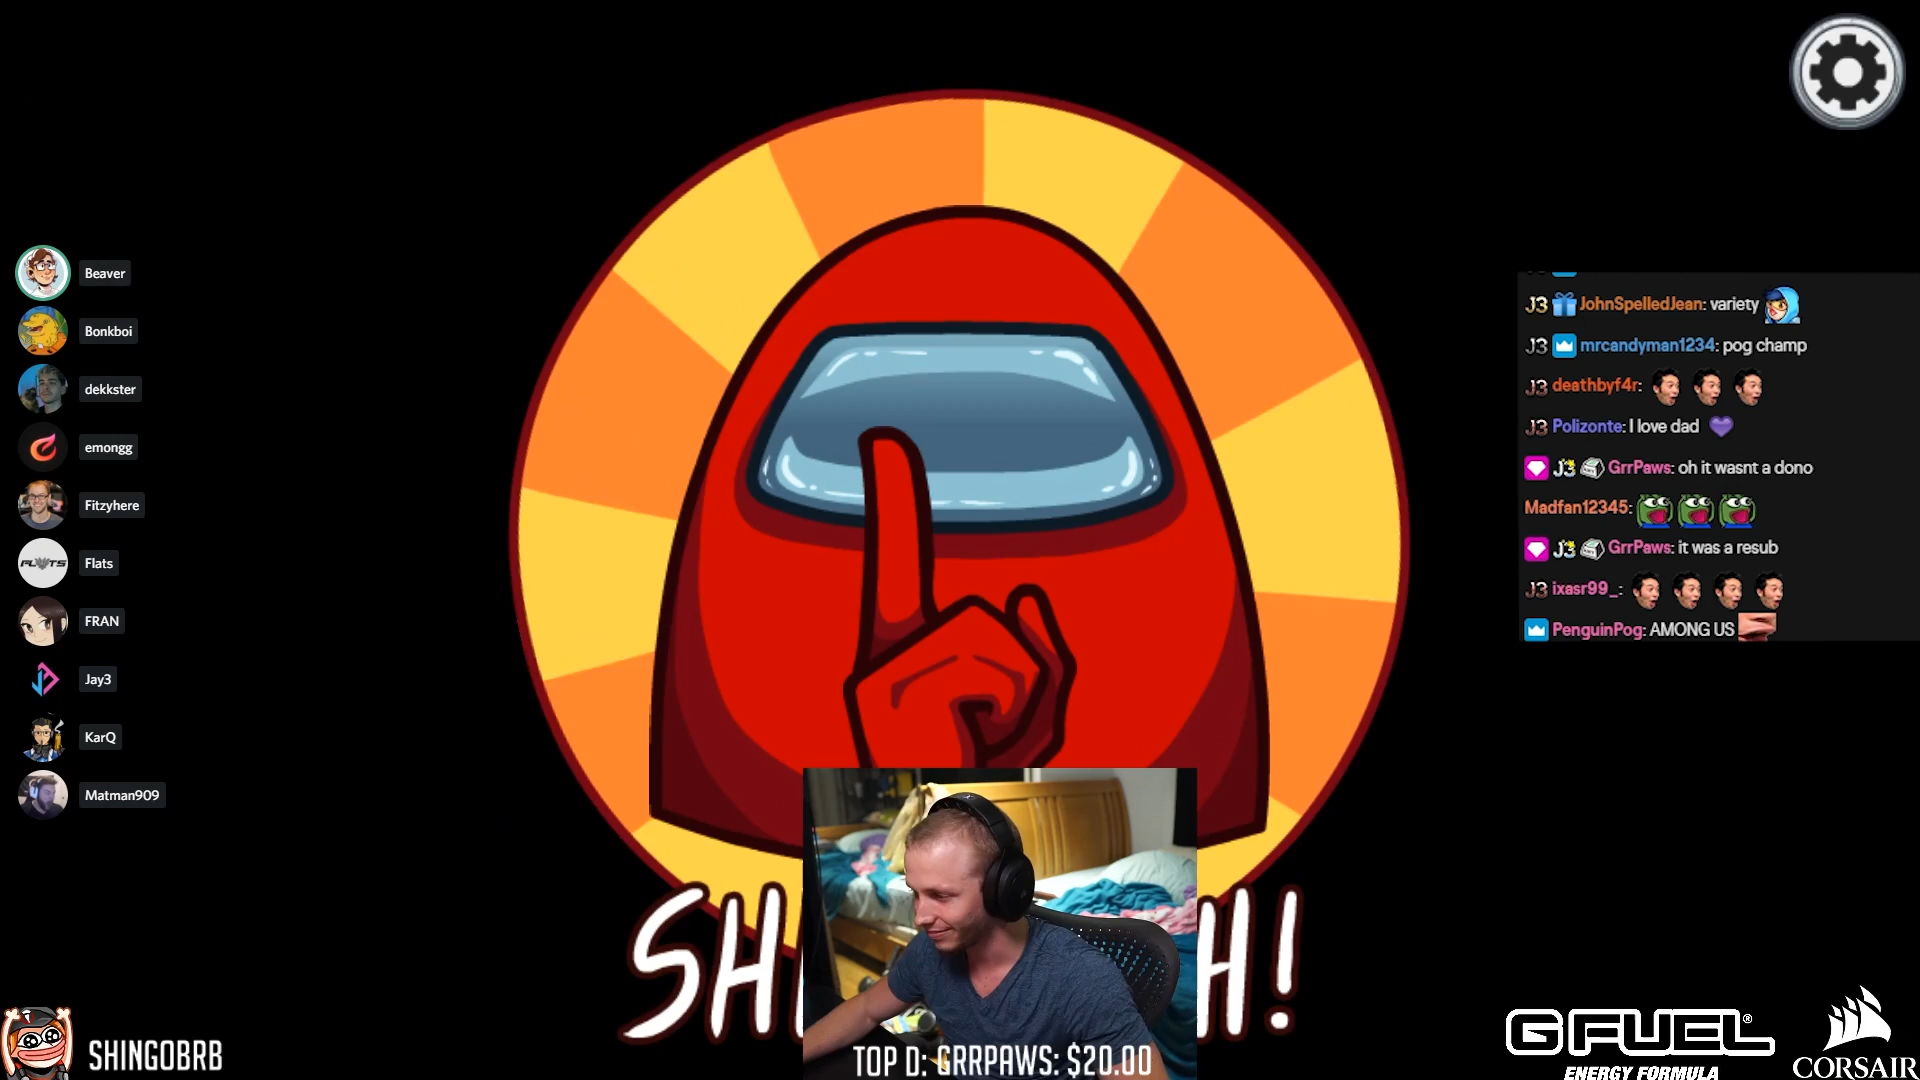 Beaver
Bonkboi
dekkster
emongg
Fitzyhere
FLATS
Flats
FRAN
Jay3
KarQ
Matman909
SHINGOBRB
SH H!
TOP D: GRRPAWS: $20.00
J3 JohnSpelledJean: variety
J3 mrcandyman1234: pog champ
J3 deathbyf4r:
J3 Polizonte: I love dad
J3 GrrPaws: oh it wasnt a dono
Madfan12345:
J3 GrrPaws: it was a resub
J3 ixasr99_:
PenguinPog: AMONG US
G FUEL®
ENERGY FORMULA
CORSAIR